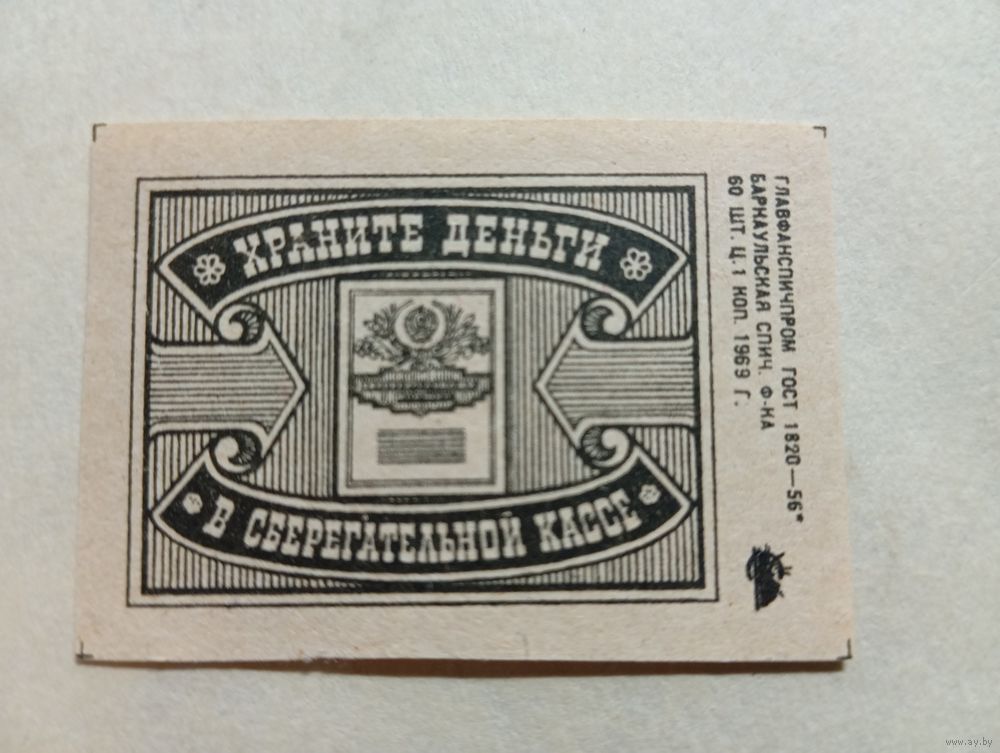 ХРАНИТЕ ДЕНЬГИ
В СБЕРЕГАТЕЛЬНОЙ КАССЕ
ГЛАВФАНСПИЧПРОМ ГОСТ 1820—56*
БАРНАУЛЬСКАЯ СПИЧ. Ф-КА
60 ШТ. Ц. 1 КОП. 1969 Г.
www.ay.by